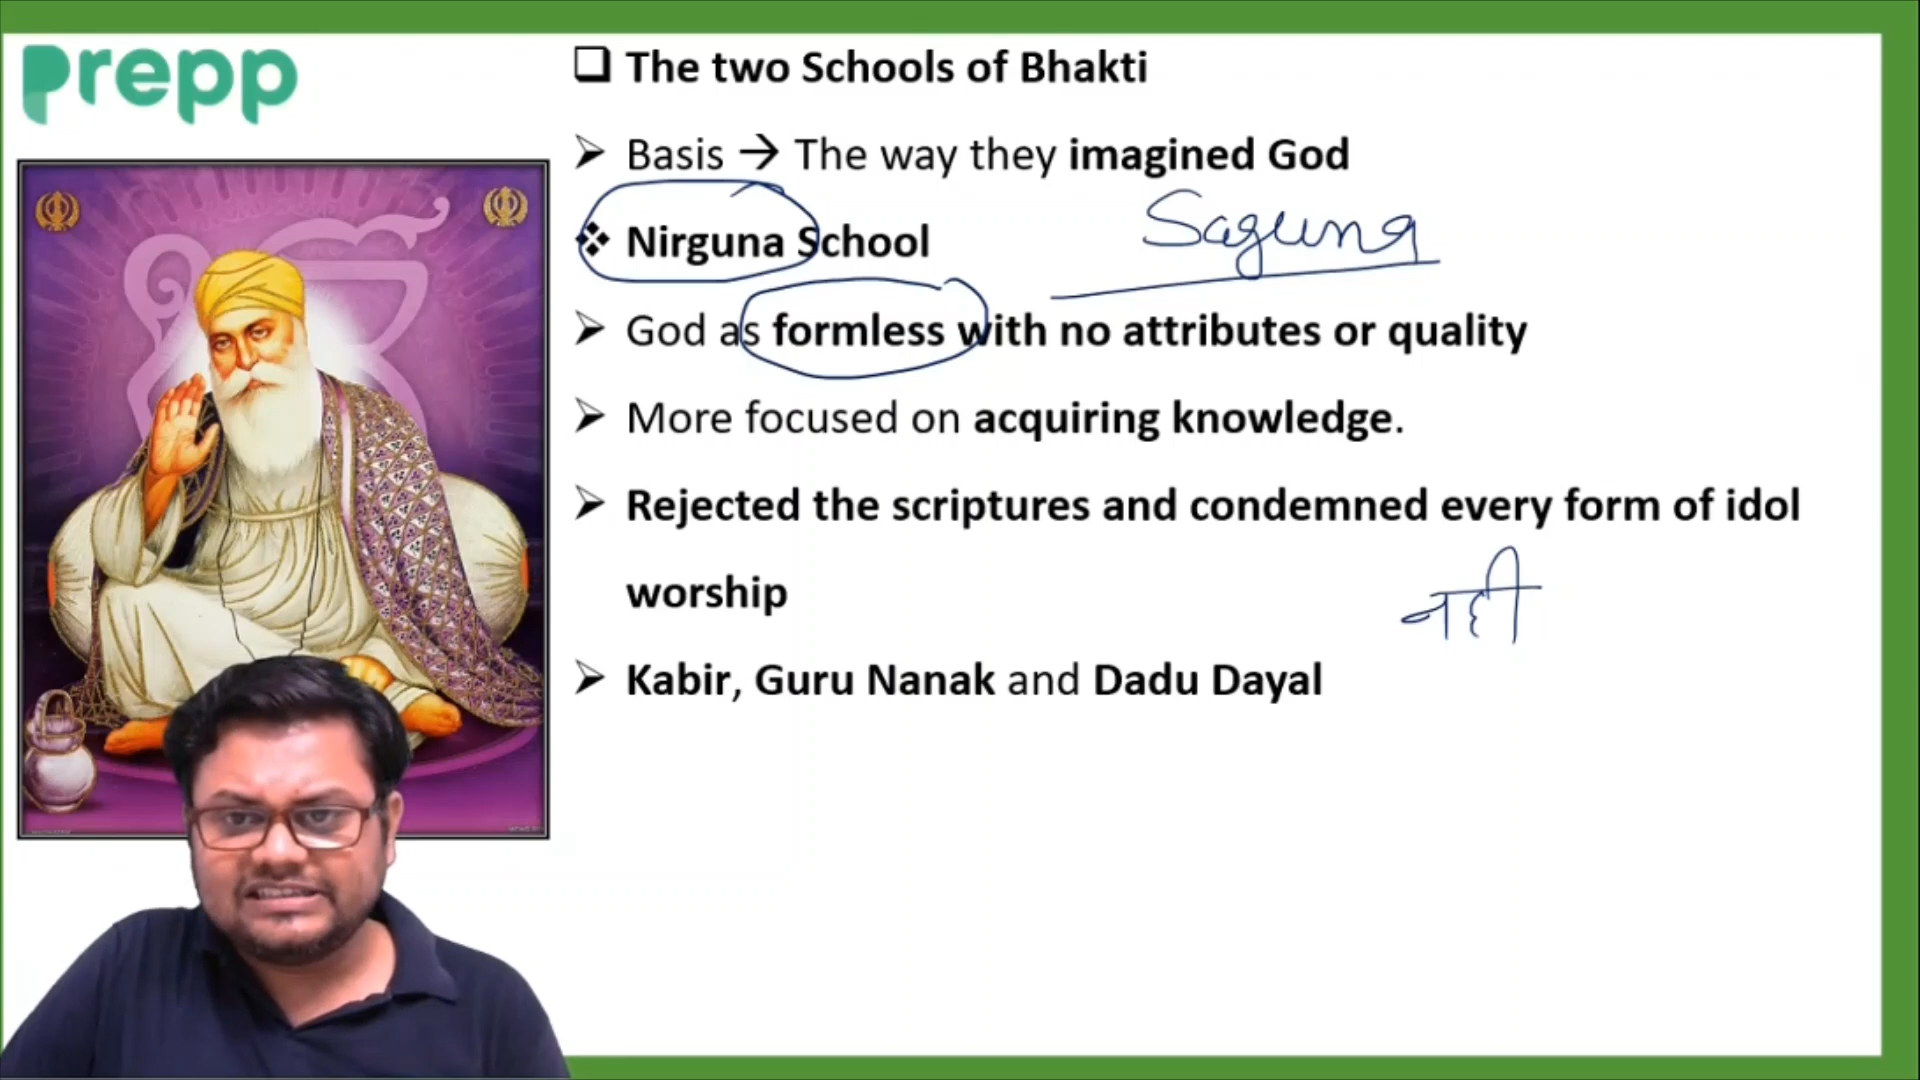 prepp
The two Schools of Bhakti
Basis → The way they imagined God
Nirguna School
Saguna
God as formless with no attributes or quality
More focused on acquiring knowledge.
Rejected the scriptures and condemned every form of idol
worship
नही
Kabir, Guru Nanak and Dadu Dayal